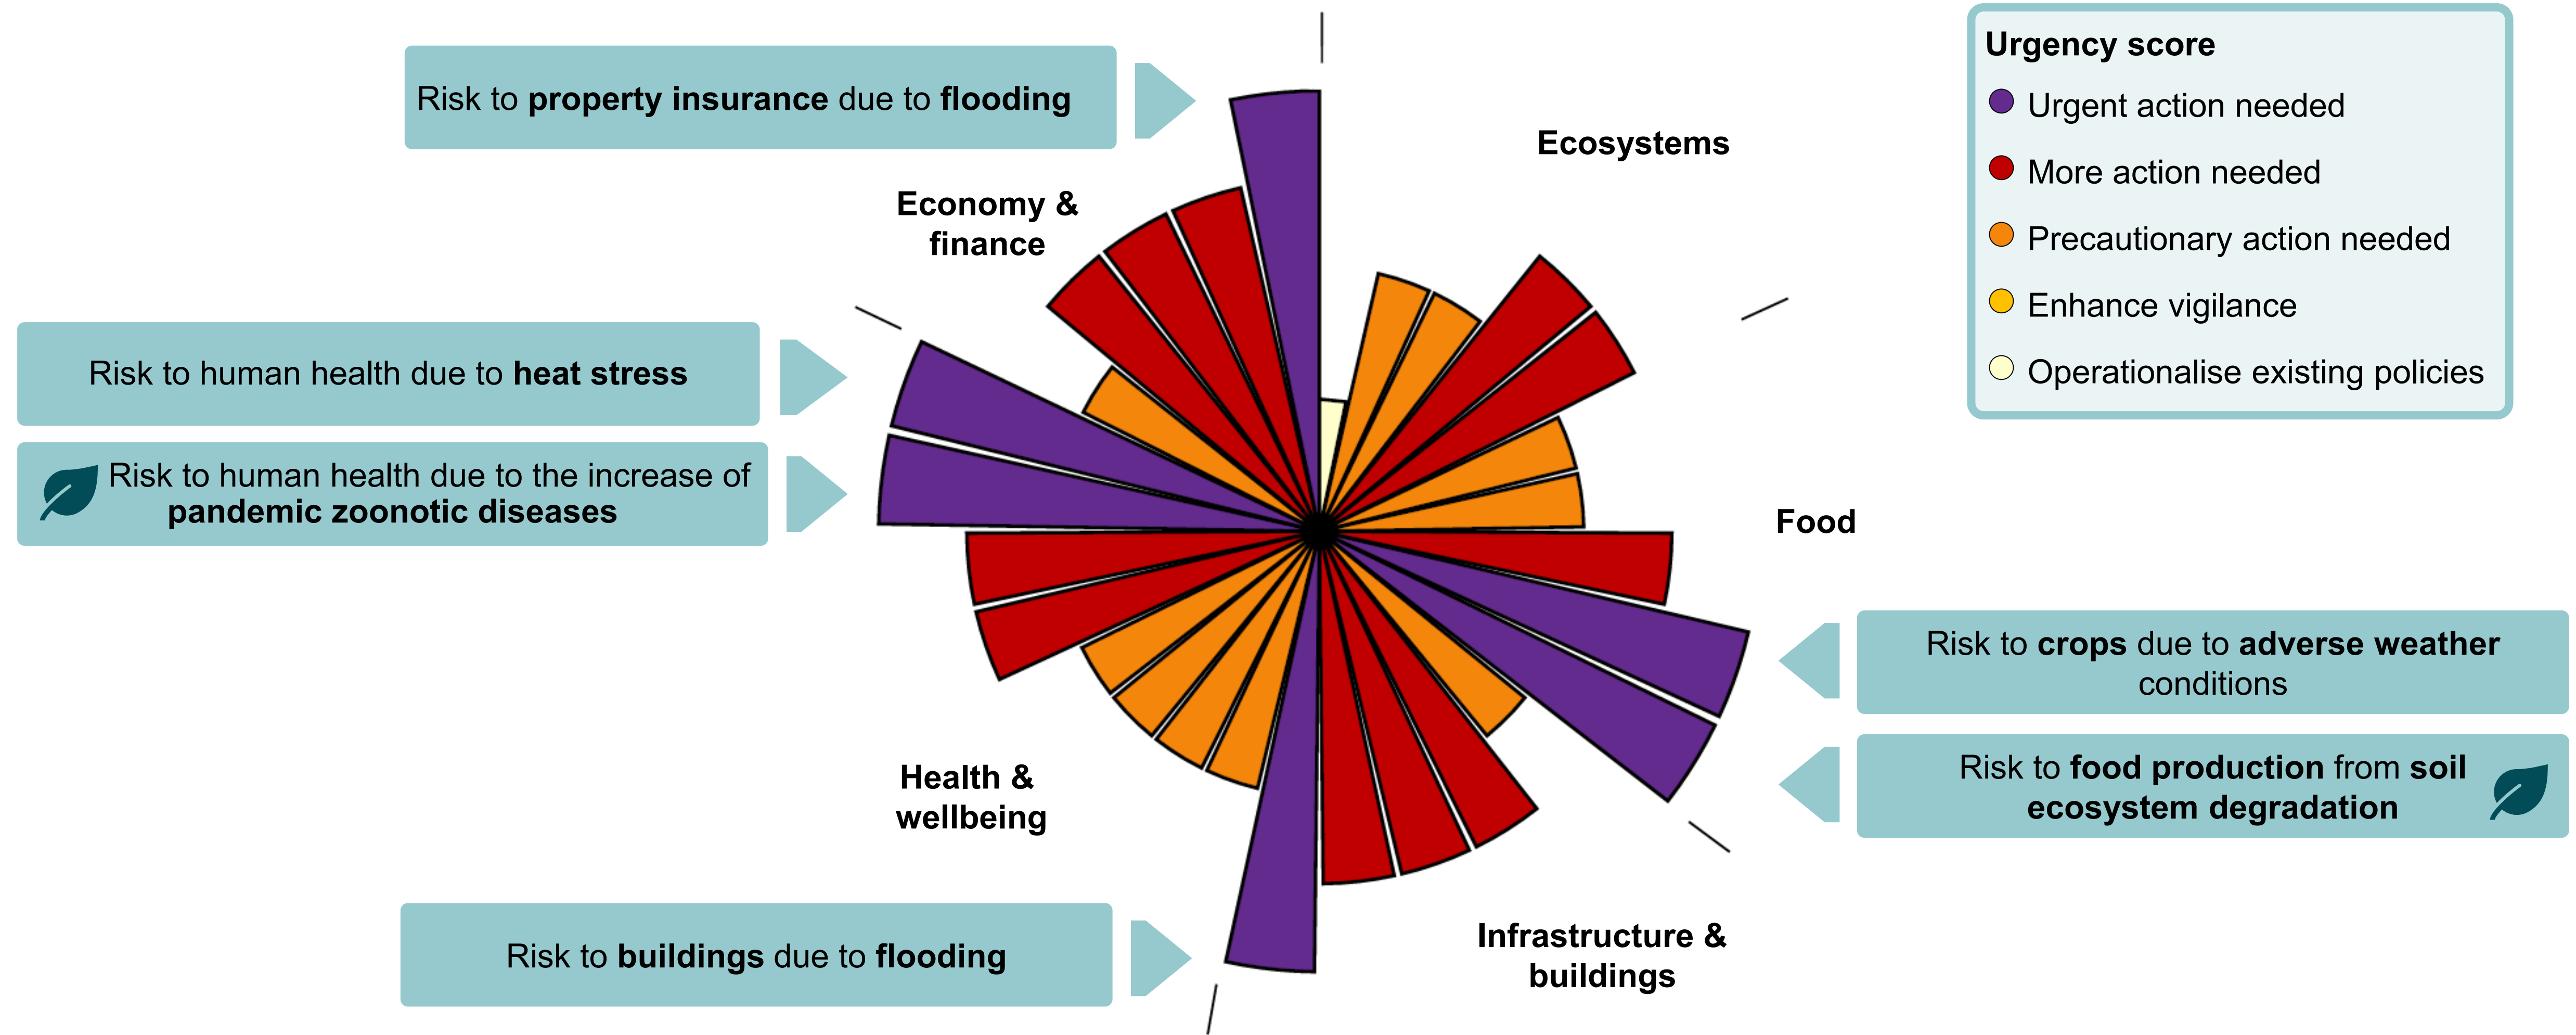 Risk to property insurance due to flooding
Ecosystems
Urgency score
Urgent action needed
More action needed
Precautionary action needed
Enhance vigilance
Operationalise existing policies
Economy &
finance
Risk to human health due to heat stress
Risk to human health due to the increase of
pandemic zoonotic diseases
Food
Risk to crops due to adverse weather
conditions
Risk to food production from soil
ecosystem degradation
Health &
wellbeing
Infrastructure &
buildings
Risk to buildings due to flooding